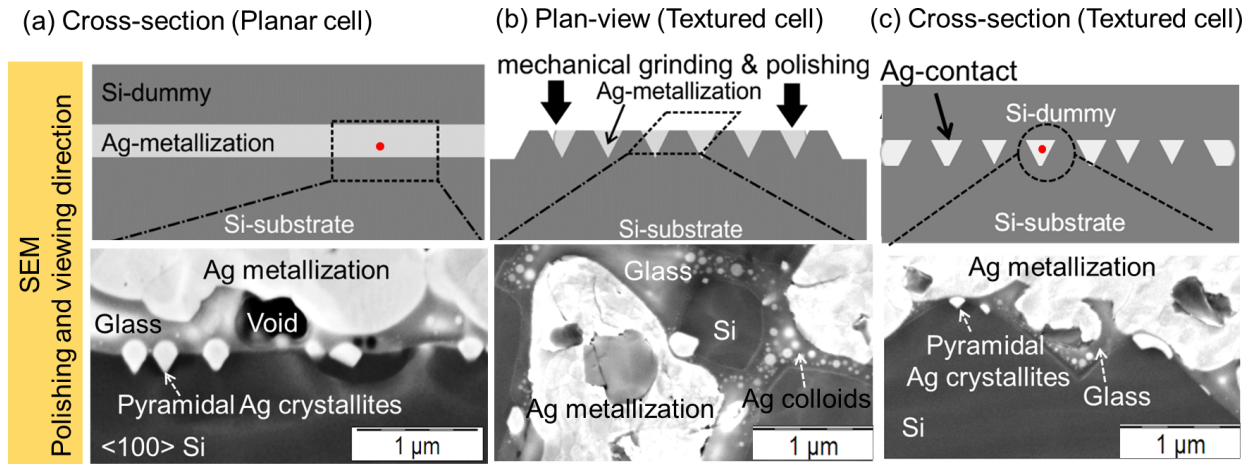 (a) Cross-section (Planar cell)
(b) Plan-view (Textured cell)
(c) Cross-section (Textured cell)
SEM
Polishing and viewing direction
Si-dummy
Ag-metallization
Si-substrate
Ag metallization
Glass
Void
Pyramidal Ag crystallites
<100> Si
1 µm
mechanical grinding & polishing
Ag-metallization
Si-substrate
Glass
Si
Ag metallization
Ag colloids
1 µm
Ag-contact
Si-dummy
Si-substrate
Ag metallization
Pyramidal
Ag crystallites
Glass
Si
1 µm